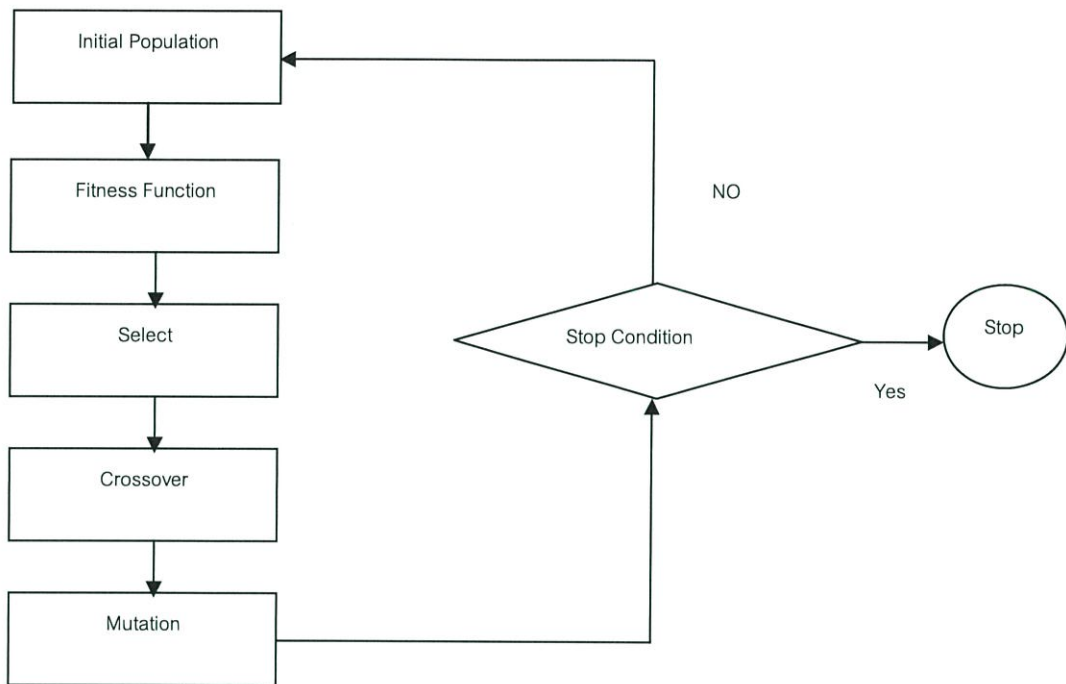 Initial Population
Fitness Function
Select
Crossover
Mutation
Stop Condition
NO
Yes
Stop